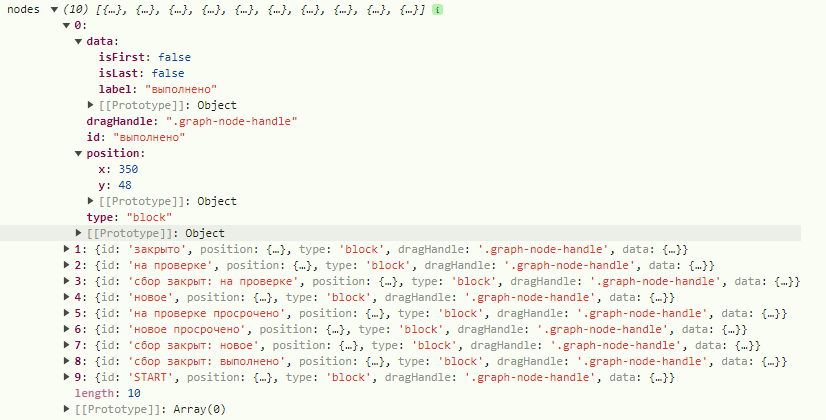 nodes ▼ (10) [{…}, {…}, {…}, {…}, {…}, {…}, {…}, {…}, {…}, {…}] i
▼ 0:
▼ data:
isFirst: false
isLast: false
label: "выполнено"
▶ [[Prototype]]: Object
dragHandle: ".graph-node-handle"
id: "выполнено"
▼ position:
x: 350
y: 48
▶ [[Prototype]]: Object
type: "block"
▶ [[Prototype]]: Object
▶ 1: {id: 'закрыто', position: {…}, type: 'block', dragHandle: '.graph-node-handle', data: {…}}
▶ 2: {id: 'на проверке', position: {…}, type: 'block', dragHandle: '.graph-node-handle', data: {…}}
▶ 3: {id: 'сбор закрыт: на проверке', position: {…}, type: 'block', dragHandle: '.graph-node-handle', data: {…}}
▶ 4: {id: 'новое', position: {…}, type: 'block', dragHandle: '.graph-node-handle', data: {…}}
▶ 5: {id: 'на проверке просрочено', position: {…}, type: 'block', dragHandle: '.graph-node-handle', data: {…}}
▶ 6: {id: 'новое просрочено', position: {…}, type: 'block', dragHandle: '.graph-node-handle', data: {…}}
▶ 7: {id: 'сбор закрыт: новое', position: {…}, type: 'block', dragHandle: '.graph-node-handle', data: {…}}
▶ 8: {id: 'сбор закрыт: выполнено', position: {…}, type: 'block', dragHandle: '.graph-node-handle', data: {…}}
▶ 9: {id: 'START', position: {…}, type: 'block', dragHandle: '.graph-node-handle', data: {…}}
length: 10
▶ [[Prototype]]: Array(0)